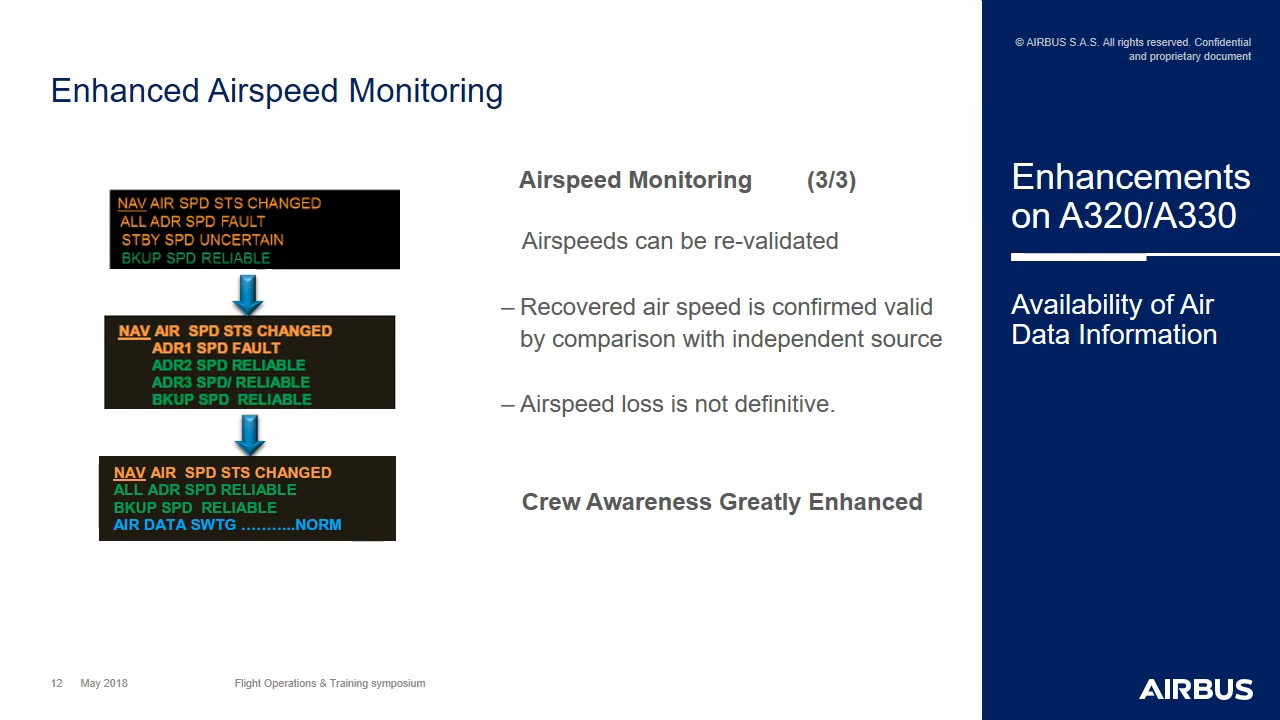 © AIRBUS S.A.S. All rights reserved. Confidential
and proprietary document
Enhanced Airspeed Monitoring
NAV AIR SPD STS CHANGED
ALL ADR SPD FAULT
STBY SPD UNCERTAIN
BKUP SPD RELIABLE
NAV AIR SPD STS CHANGED
ADR1 SPD FAULT
ADR2 SPD RELIABLE
ADR3 SPD/ RELIABLE
BKUP SPD RELIABLE
NAV AIR SPD STS CHANGED
ALL ADR SPD RELIABLE
BKUP SPD RELIABLE
AIR DATA SWTG ………..NORM
Airspeed Monitoring (3/3)
Airspeeds can be re-validated
– Recovered air speed is confirmed valid
by comparison with independent source
– Airspeed loss is not definitive.
Crew Awareness Greatly Enhanced
Enhancements
on A320/A330
Availability of Air
Data Information
12 May 2018 Flight Operations & Training symposium
AIRBUS